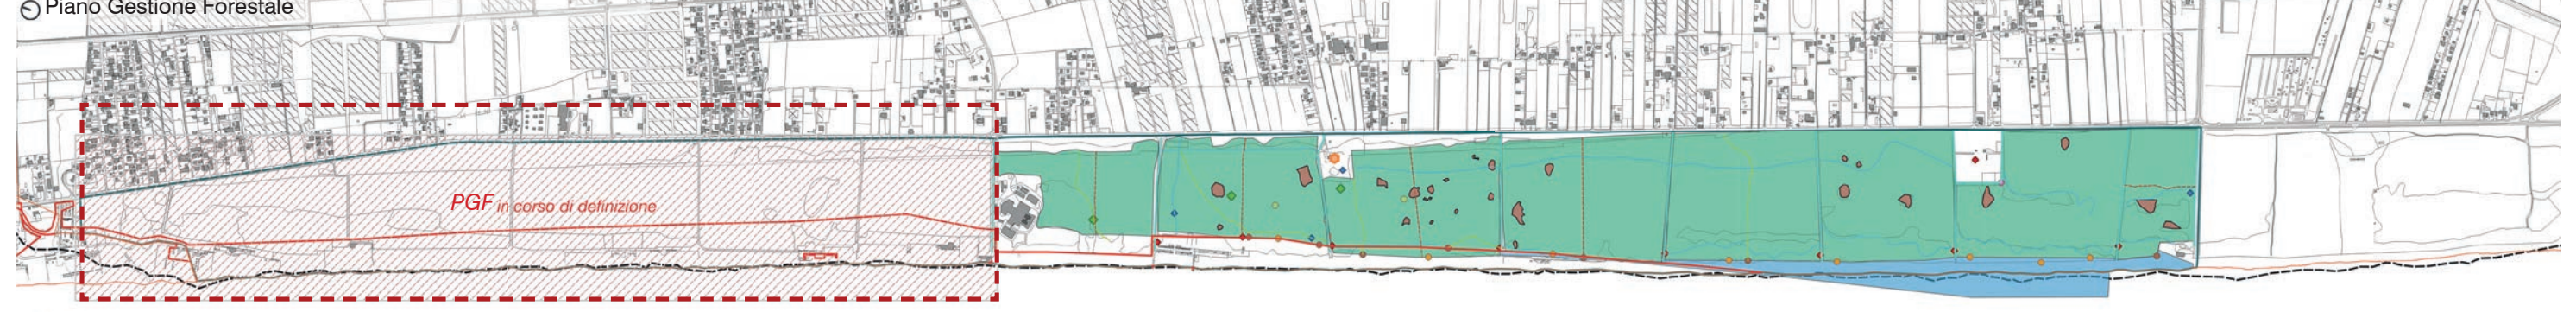 Piano Gestione Forestale
PGF in corso di definizione